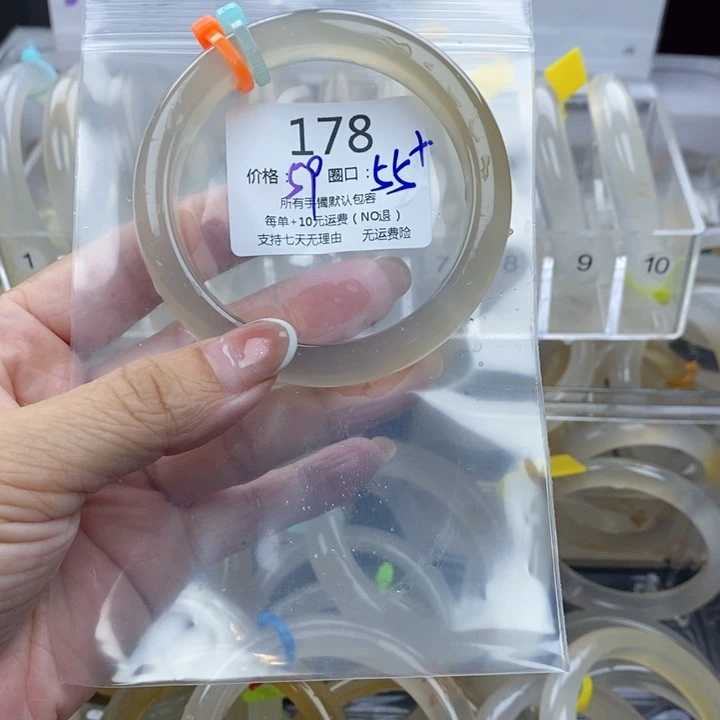 178
价格：59 圈口：55+
所有手镯默认包容
每单+10元运费（NO退）
支持七天无理由 无运费险
1
7
8
9
10